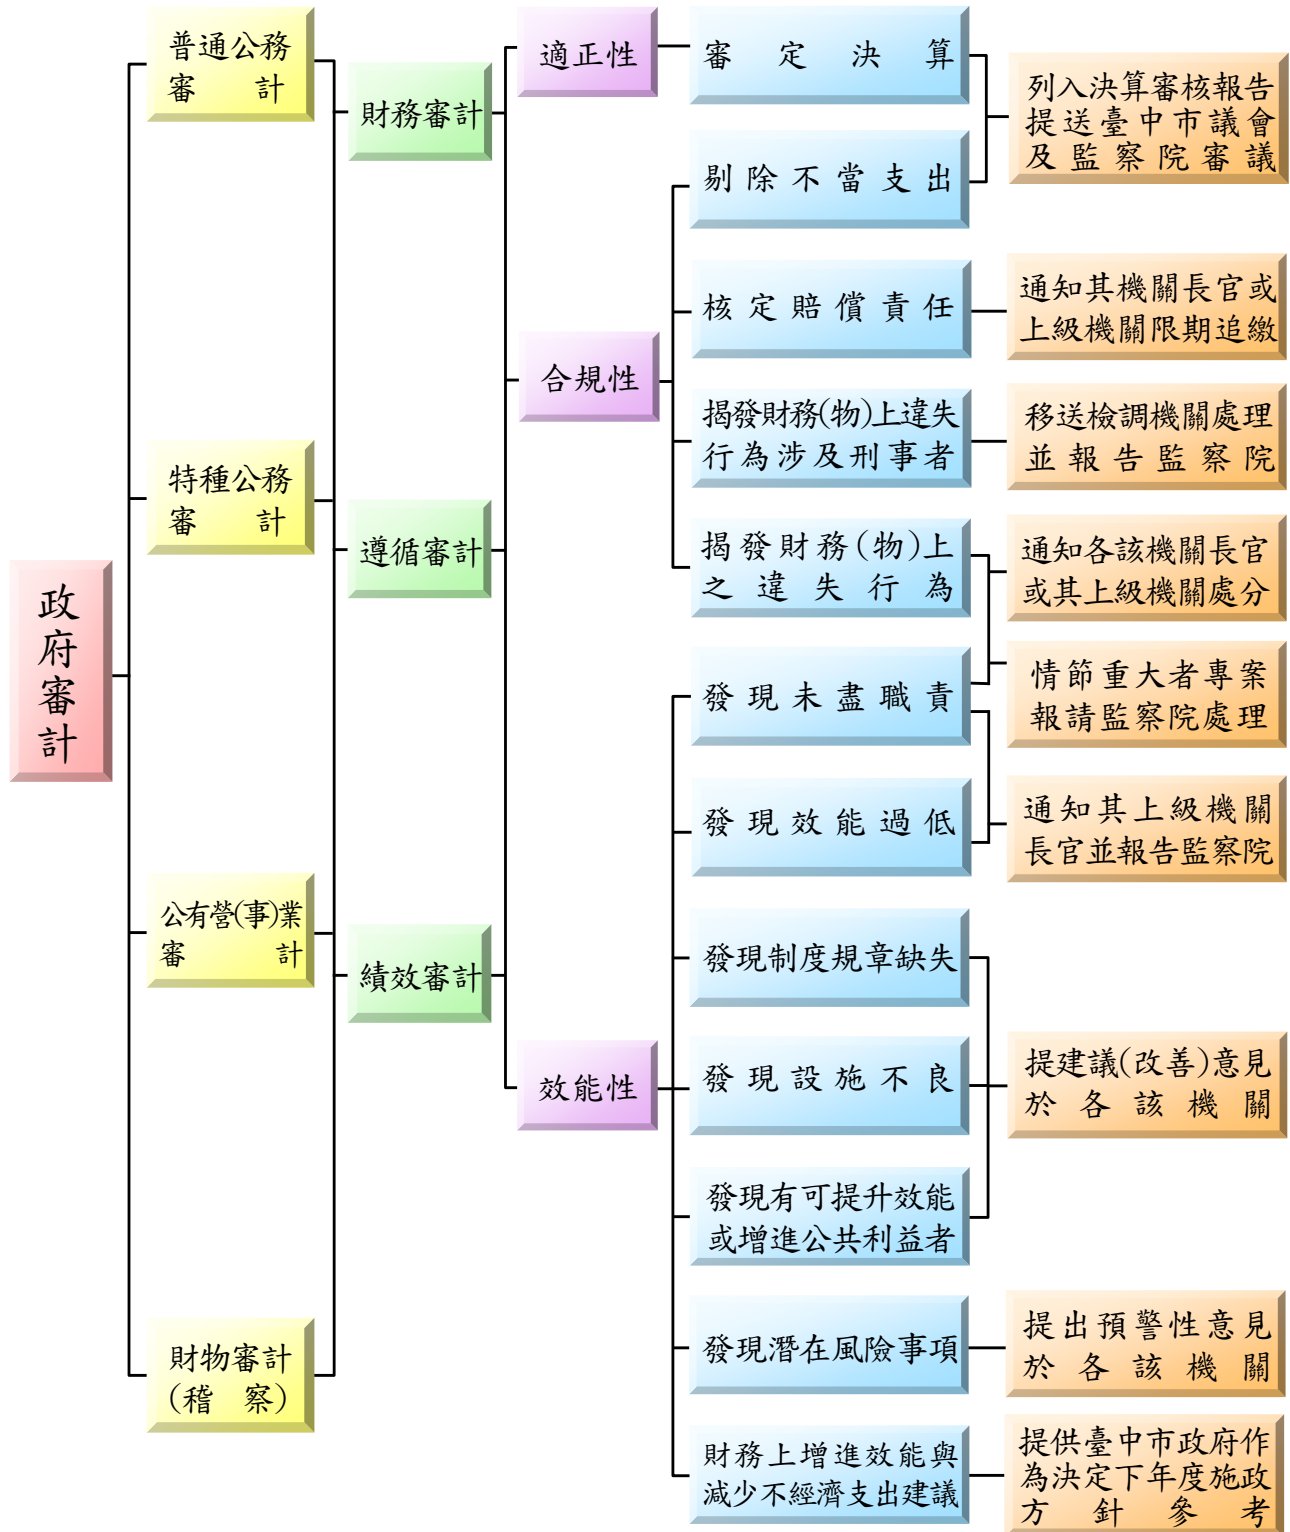 政
府
審
計
普通公務
審計
特種公務
審計
公有營(事)業
審計
財物審計
(稽察)
財務審計
遵循審計
績效審計
適正性
合規性
效能性
審定決算
剔除不當支出
核定賠償責任
揭發財務(物)上違失
行為涉及刑事者
揭發財務(物)上
之違失行為
發現未盡職責
發現效能過低
發現制度規章缺失
發現設施不良
發現有可提升效能
或增進公共利益者
發現潛在風險事項
財務上增進效能與
減少不經濟支出建議
列入決算審核報告
提送臺中市議會
及監察院審議
通知其機關長官或
上級機關限期追繳
移送檢調機關處理
並報告監察院
通知各該機關長官
或其上級機關處分
情節重大者專案
報請監察院處理
通知其上級機關
長官並報告監察院
提建議(改善)意見
於各該機關
提出預警性意見
於各該機關
提供臺中市政府作
為決定下年度施政
方針參考